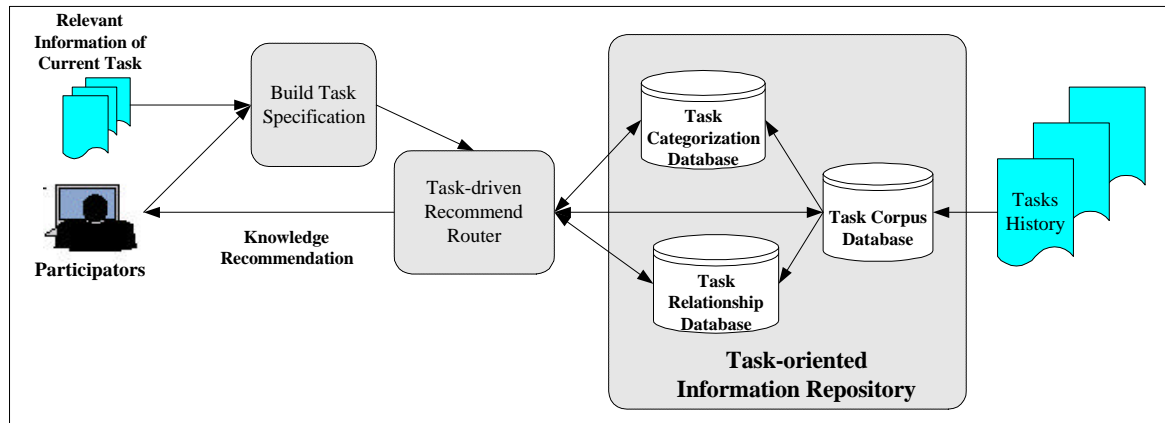 Relevant
Information of
Current Task
Build Task
Specification
Participators
Knowledge
Recommendation
Task-driven
Recommend
Router
Task
Categorization
Database
Task
Relationship
Database
Task Corpus
Database
Task-oriented
Information Repository
Tasks
History